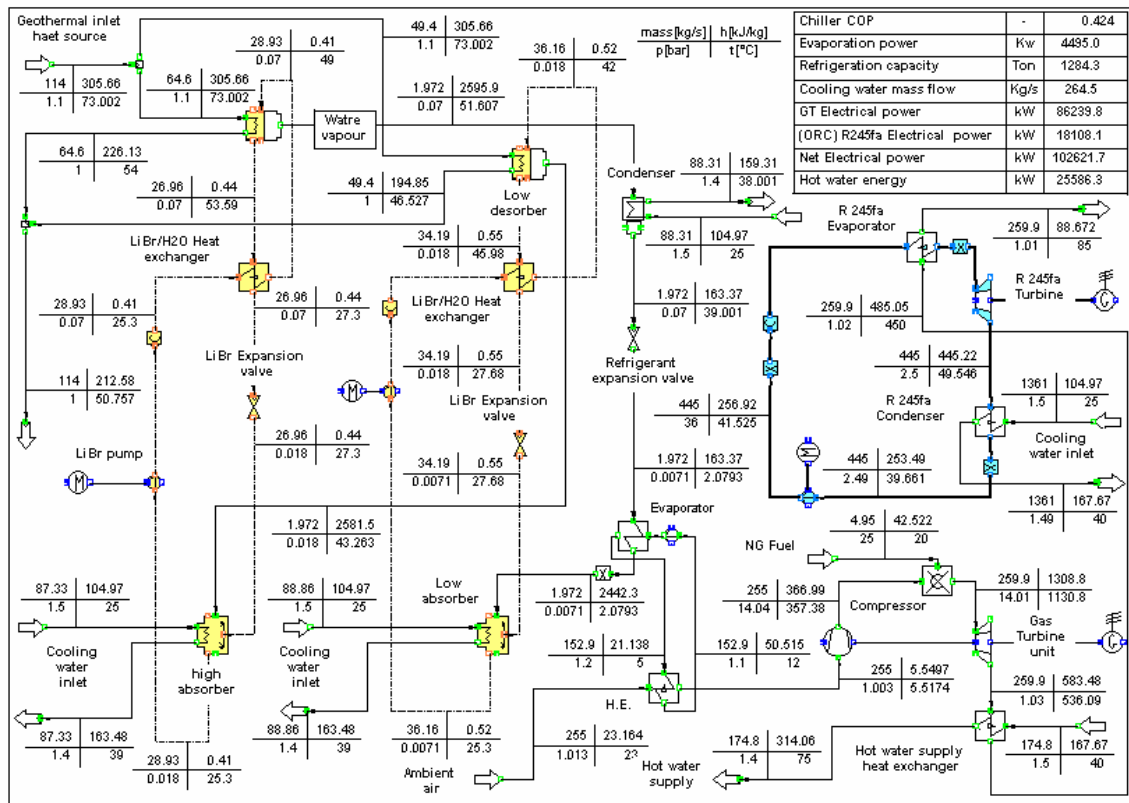 Geothermal inlet
haet source
28.93 0.41
0.07 49
49.4 305.66
1.1 73.002
mass[kg/s] h[kJ/kg]
p[bar] t[°C]
36.16 0.52
0.018 42
Chiller COP - 0.424
Evaporation power Kw 4495.0
Refrigeration capacity Ton 1284.3
Cooling water mass flow Kg/s 264.5
GT Electrical power kW 86239.8
(ORC) R245fa Electrical power kW 18108.1
Net Electrical power kW 102621.7
Hot water energy kW 25586.3
114 305.66
1.1 73.002
64.6 305.66
1.1 73.002
1.972 2595.9
0.07 51.607
Watre
vapour
64.6 226.13
1 54
26.96 0.44
0.07 53.59
49.4 194.85
1 46.527
Low
desorber
Condenser
88.31 159.31
1.4 38.001
88.31 104.97
1.5 25
R 245fa
Evaporator
259.9 88.672
1.01 85
LiBr/H2O Heat
exchanger
34.19 0.55
0.018 45.98
28.93 0.41
0.07 25.3
26.96 0.44
0.07 27.3
LiBr/H2O Heat
exchanger
1.972 163.37
0.07 39.001
259.9 485.05
1.02 450
R 245fa
Turbine
G
LiBr Expansion
valve
34.19 0.55
0.018 27.68
LiBr Expansion
valve
Refrigerant
expansion valve
445 445.22
2.5 49.546
R 245fa
Condenser
1361 104.97
1.5 25
Cooling
water inlet
114 212.58
1 50.757
M
445 256.92
36 41.525
26.96 0.44
0.018 27.3
LiBr pump
M
34.19 0.55
0.0071 27.68
1.972 163.37
0.0071 2.0793
M
445 253.49
2.49 39.661
1361 167.67
1.49 40
1.972 2581.5
0.018 43.263
Evaporator
4.95 42.522
25 20
NG Fuel
87.33 104.97
1.5 25
88.86 104.97
1.5 25
Low
absorber
1.972 2442.3
0.0071 2.0793
255 366.99
14.04 357.38
Compressor
259.9 1308.8
14.01 1130.8
Cooling
water
inlet
high
absorber
Cooling
water
inlet
152.9 21.138
1.2 5
152.9 50.515
1.1 12
Gas
Turbine
unit
G
255 5.5497
1.003 5.5174
259.9 583.48
1.03 536.09
H.E.
87.33 163.48
1.4 39
88.86 163.48
1.4 39
36.16 0.52
0.0071 25.3
255 23.164
1.013 23
174.8 314.06
1.4 75
174.8 167.67
1.5 40
28.93 0.41
0.018 25.3
Ambient
air
Hot water
supply
Hot water supply
heat exchanger